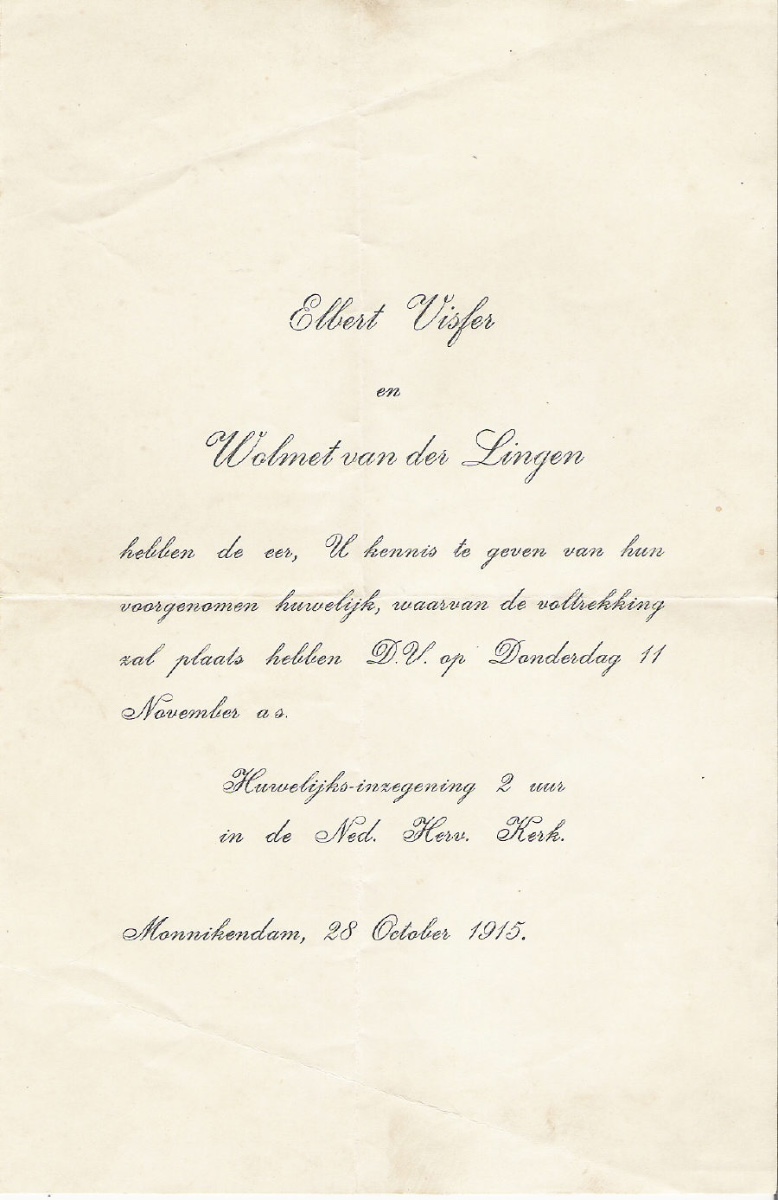 Elbert Visser
en
Wolmet van der Lingen
hebben de eer, U kennis te geven van hun
voorgenomen huwelijk, waarvan de voltrekking
zal plaats hebben D.V. op Donderdag 11
November a s.
Huwelijks-inzegening 2 uur
in de Ned. Herv. Kerk.
Monnikendam, 28 October 1915.